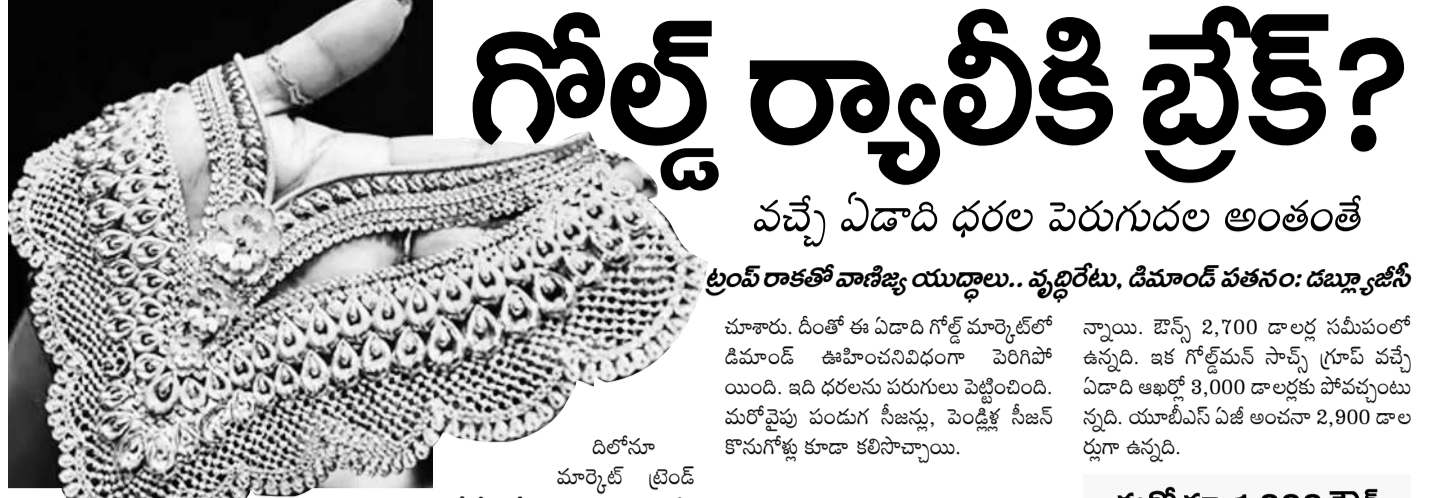 గోల్డ్ ర్యాలీకి బ్రేక్?
వచ్చే ఏడాది ధరల పెరుగుదల అంతంతే
ట్రంప్ రాకతో వాణిజ్య యుద్ధాలు.. వృద్ధిరేటు, డిమాండ్ పతనం: డబ్ల్యూజీసీ
దిలోనూ
మార్కెట్ ట్రెండ్
చూశారు. దీంతో ఈ ఏడాది గోల్డ్ మార్కెట్‌లో
డిమాండ్ ఊహించనివిధంగా పెరిగిపో
యింది. ఇది ధరలను పరుగులు పెట్టించింది.
మరోవైపు పండుగ సీజన్లు, పెండ్లిళ్ల సీజన్
కొనుగోళ్లు కూడా కలిసొచ్చాయి.
న్నాయి. ఔన్స్ 2,700 డాలర్ల సమీపంలో
ఉన్నది. ఇక గోల్డ్‌మన్ సాచ్స్ గ్రూప్ వచ్చే
ఏడాది ఆఖర్లో 3,000 డాలర్లకు పోవచ్చంటు
న్నది. యూబీఎస్ ఏజీ అంచనా 2,900 డాల
ర్లుగా ఉన్నది.